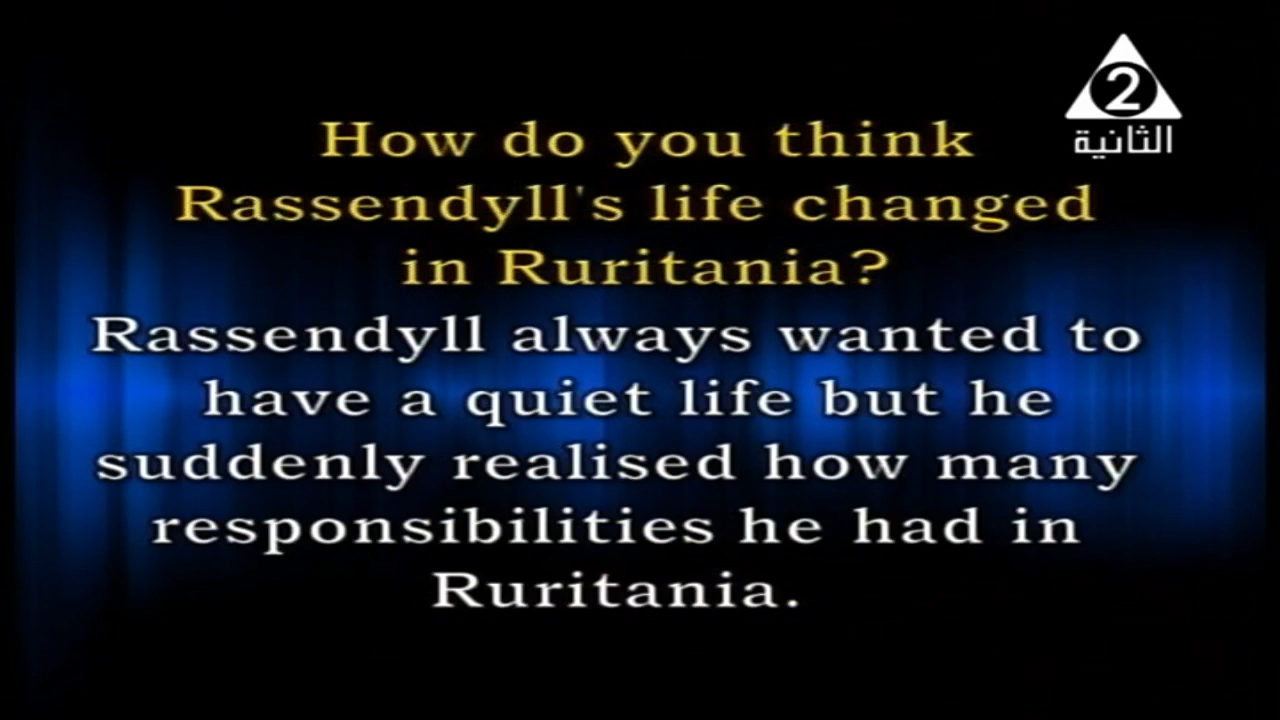 2
الثانية
How do you think
Rassendyll's life changed
in Ruritania?
Rassendyll always wanted to
have a quiet life but he
suddenly realised how many
responsibilities he had in
Ruritania.